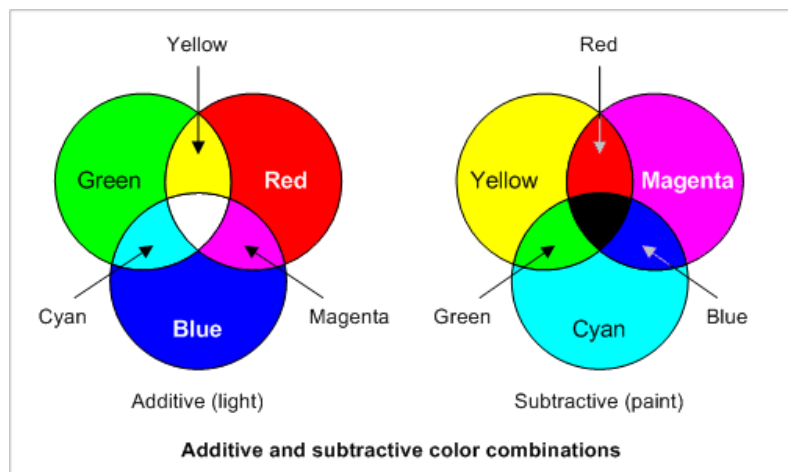 Yellow
Red
Green
Red
Yellow
Magenta
Cyan
Blue
Magenta
Green
Cyan
Blue
Additive (light)
Subtractive (paint)
Additive and subtractive color combinations